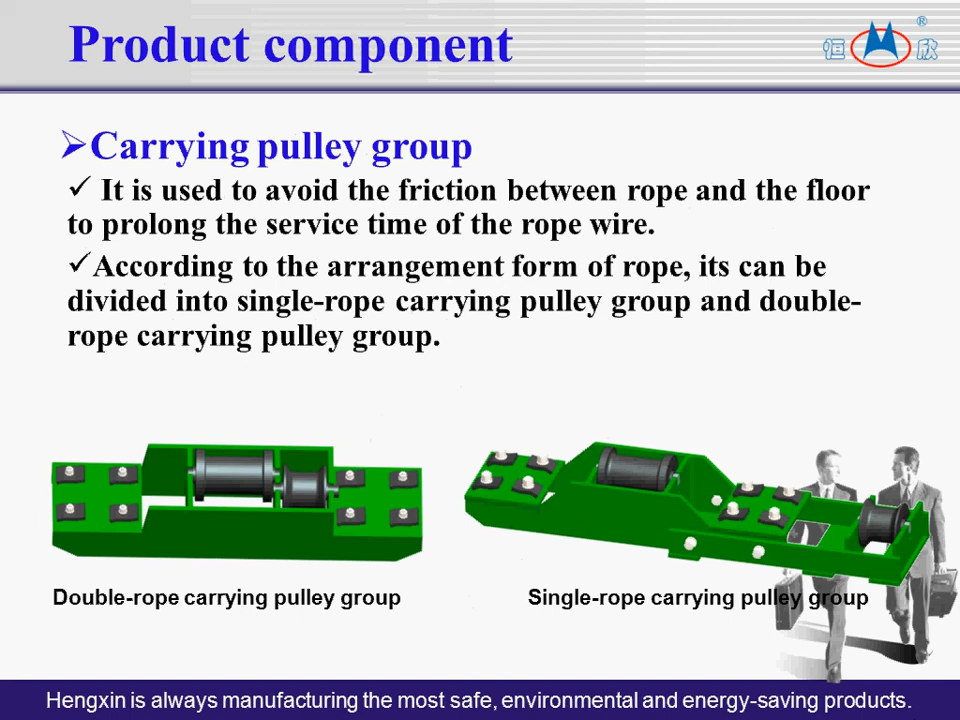 Product component
恒 欣 ®
➢Carrying pulley group
✓ It is used to avoid the friction between rope and the floor
to prolong the service time of the rope wire.
✓According to the arrangement form of rope, its can be
divided into single-rope carrying pulley group and double-
rope carrying pulley group.
Double-rope carrying pulley group
Single-rope carrying pulley group
Hengxin is always manufacturing the most safe, environmental and energy-saving products.